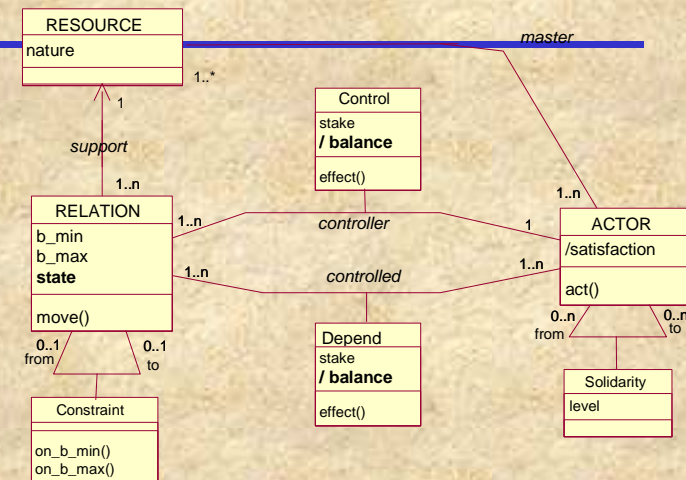 RESOURCE
nature
master
1..*
1
support
1..n
Control
stake
/ balance
effect()
RELATION
b_min
b_max
state
move()
1..n
controller
1
1..n
ACTOR
/satisfaction
act()
1..n
controlled
1..n
Depend
stake
/ balance
effect()
0..1
from
0..1
to
0..n
from
0..n
to
Constraint
on_b_min()
on_b_max()
Solidarity
level